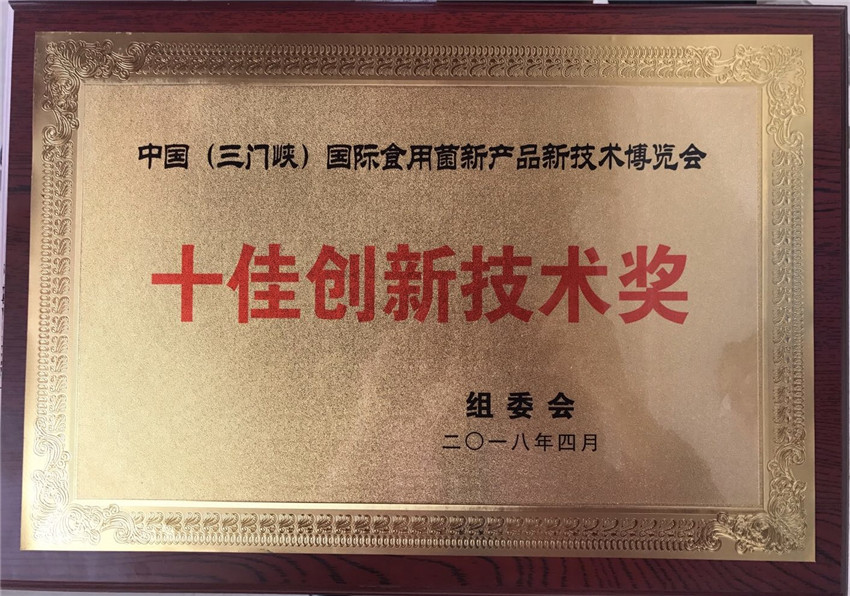 中国（三门峡）国际食用菌新产品新技术博览会
十佳创新技术奖
组委会
二〇一八年四月